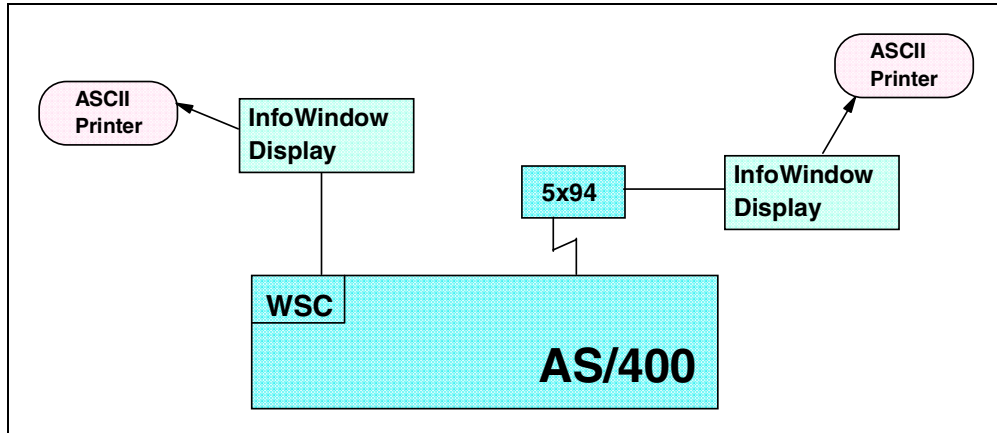 ASCII
Printer
InfoWindow
Display
ASCII
Printer
5x94
InfoWindow
Display
WSC
AS/400